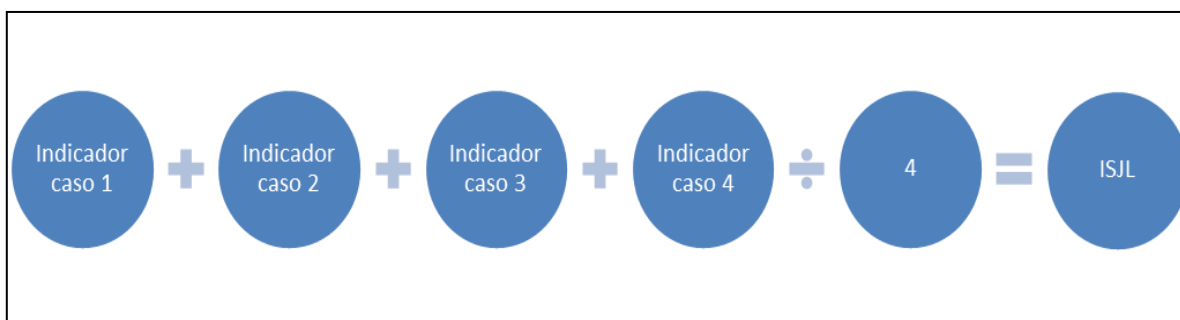 Indicador
caso 1
Indicador
caso 2
Indicador
caso 3
Indicador
caso 4
4
ISJL